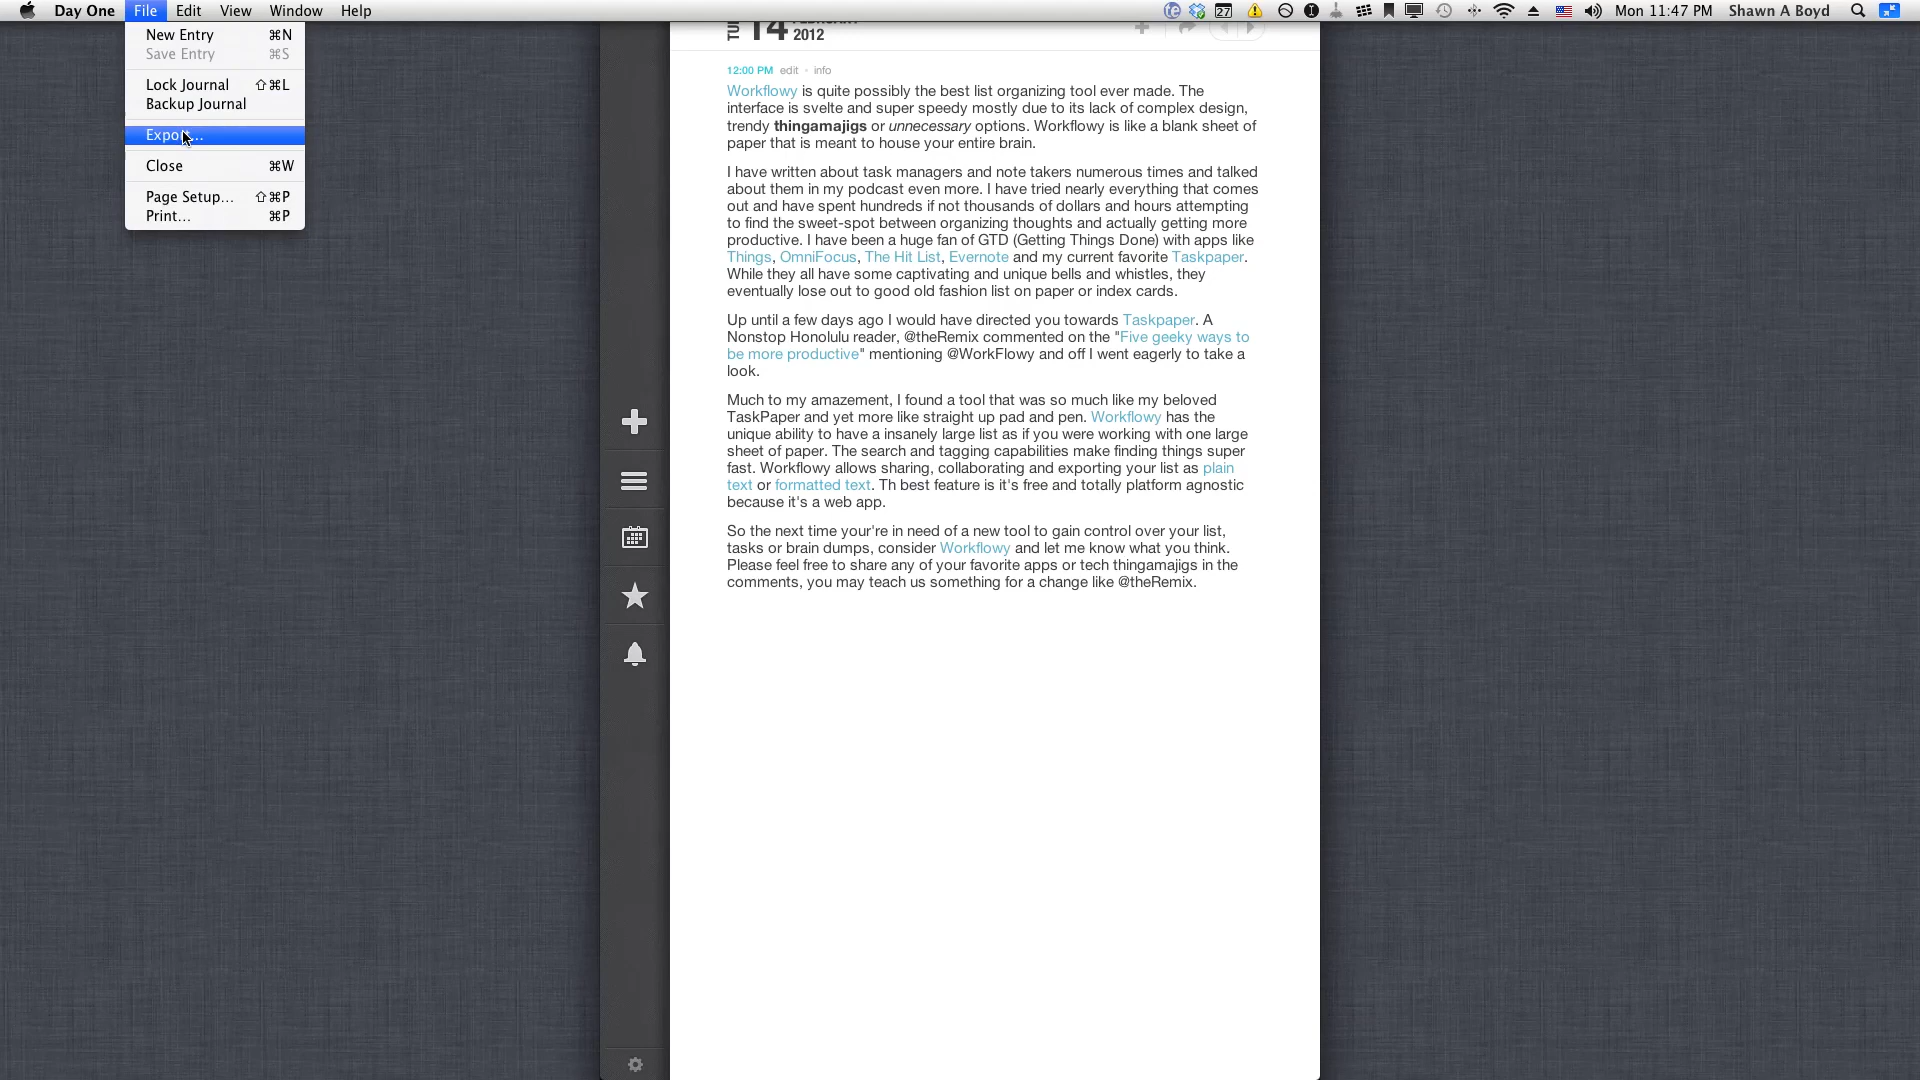 Day One File Edit View Window Help
27 Mon 11:47 PM Shawn A Boyd
New Entry ⌘N
Save Entry ⌘S
Lock Journal ⇧⌘L
Backup Journal
Export...
Close ⌘W
Page Setup... ⇧⌘P
Print... ⌘P
14
2012
12:00 PM edit • info
Workflowy is quite possibly the best list organizing tool ever made. The
interface is svelte and super speedy mostly due to its lack of complex design,
trendy thingamajigs or unnecessary options. Workflowy is like a blank sheet of
paper that is meant to house your entire brain.
I have written about task managers and note takers numerous times and talked
about them in my podcast even more. I have tried nearly everything that comes
out and have spent hundreds if not thousands of dollars and hours attempting
to find the sweet-spot between organizing thoughts and actually getting more
productive. I have been a huge fan of GTD (Getting Things Done) with apps like
Things, OmniFocus, The Hit List, Evernote and my current favorite Taskpaper.
While they all have some captivating and unique bells and whistles, they
eventually lose out to good old fashion list on paper or index cards.
Up until a few days ago I would have directed you towards Taskpaper. A
Nonstop Honolulu reader, @theRemix commented on the "Five geeky ways to
be more productive" mentioning @WorkFlowy and off I went eagerly to take a
look.
Much to my amazement, I found a tool that was so much like my beloved
TaskPaper and yet more like straight up pad and pen. Workflowy has the
unique ability to have a insanely large list as if you were working with one large
sheet of paper. The search and tagging capabilities make finding things super
fast. Workflowy allows sharing, collaborating and exporting your list as plain
text or formatted text. Th best feature is it's free and totally platform agnostic
because it's a web app.
So the next time your're in need of a new tool to gain control over your list,
tasks or brain dumps, consider Workflowy and let me know what you think.
Please feel free to share any of your favorite apps or tech thingamajigs in the
comments, you may teach us something for a change like @theRemix.